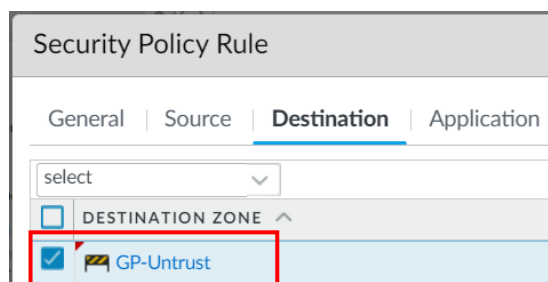 Security Policy Rule
General | Source | Destination | Application
select
DESTINATION ZONE
GP-Untrust